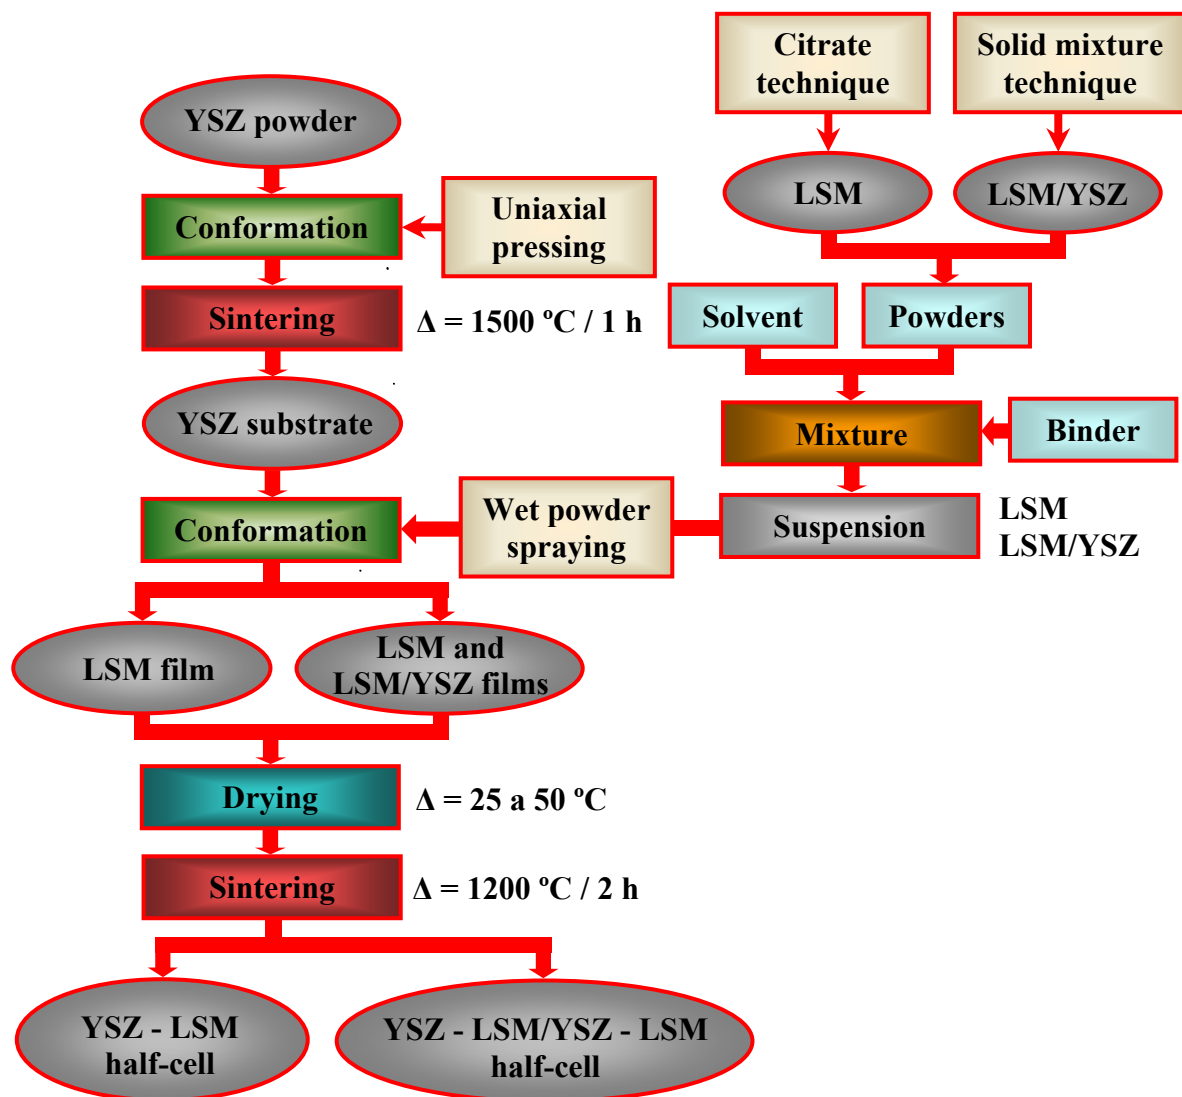 Citrate
technique
Solid mixture
technique
YSZ powder
LSM
LSM/YSZ
Conformation
Uniaxial
pressing
Sintering
Δ = 1500 ºC / 1 h
Solvent
Powders
YSZ substrate
Mixture
Binder
Conformation
Wet powder
spraying
Suspension
LSM
LSM/YSZ
LSM film
LSM and
LSM/YSZ films
Drying
Δ = 25 a 50 ºC
Sintering
Δ = 1200 ºC / 2 h
YSZ - LSM
half-cell
YSZ - LSM/YSZ - LSM
half-cell